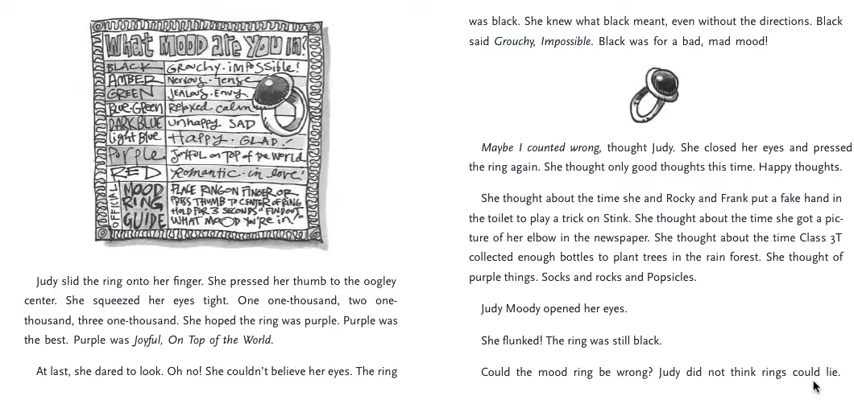 What MOOD are YOU in?
BLACK Grouchy. imPoSSible!
AMBER Nervous. Tense
GREEN JEALOUS. Envy.
BLUE-GREEN Relaxed calm
DARK BLUE unhappy SAD
light Blue Happy. GLAD!
Purple JoYfUL on ToP of the World
RED Romantic. in love!
OFFICIAL MOOD RING GUIDE
PLACE RING ON FINGER OR
PRESS THUMB TO CENTER OF RING
HOLD FOR 3 SECONDS FIND OUT
WHAT MOOD YOU'RE in!
Judy slid the ring onto her finger. She pressed her thumb to the oogley
center. She squeezed her eyes tight. One one-thousand, two one-
thousand, three one-thousand. She hoped the ring was purple. Purple was
the best. Purple was Joyful, On Top of the World.
At last, she dared to look. Oh no! She couldn't believe her eyes. The ring
was black. She knew what black meant, even without the directions. Black
said Grouchy, Impossible. Black was for a bad, mad mood!
Maybe I counted wrong, thought Judy. She closed her eyes and pressed
the ring again. She thought only good thoughts this time. Happy thoughts.
She thought about the time she and Rocky and Frank put a fake hand in
the toilet to play a trick on Stink. She thought about the time she got a pic-
ture of her elbow in the newspaper. She thought about the time Class 3T
collected enough bottles to plant trees in the rain forest. She thought of
purple things. Socks and rocks and Popsicles.
Judy Moody opened her eyes.
She flunked! The ring was still black.
Could the mood ring be wrong? Judy did not think rings could lie.